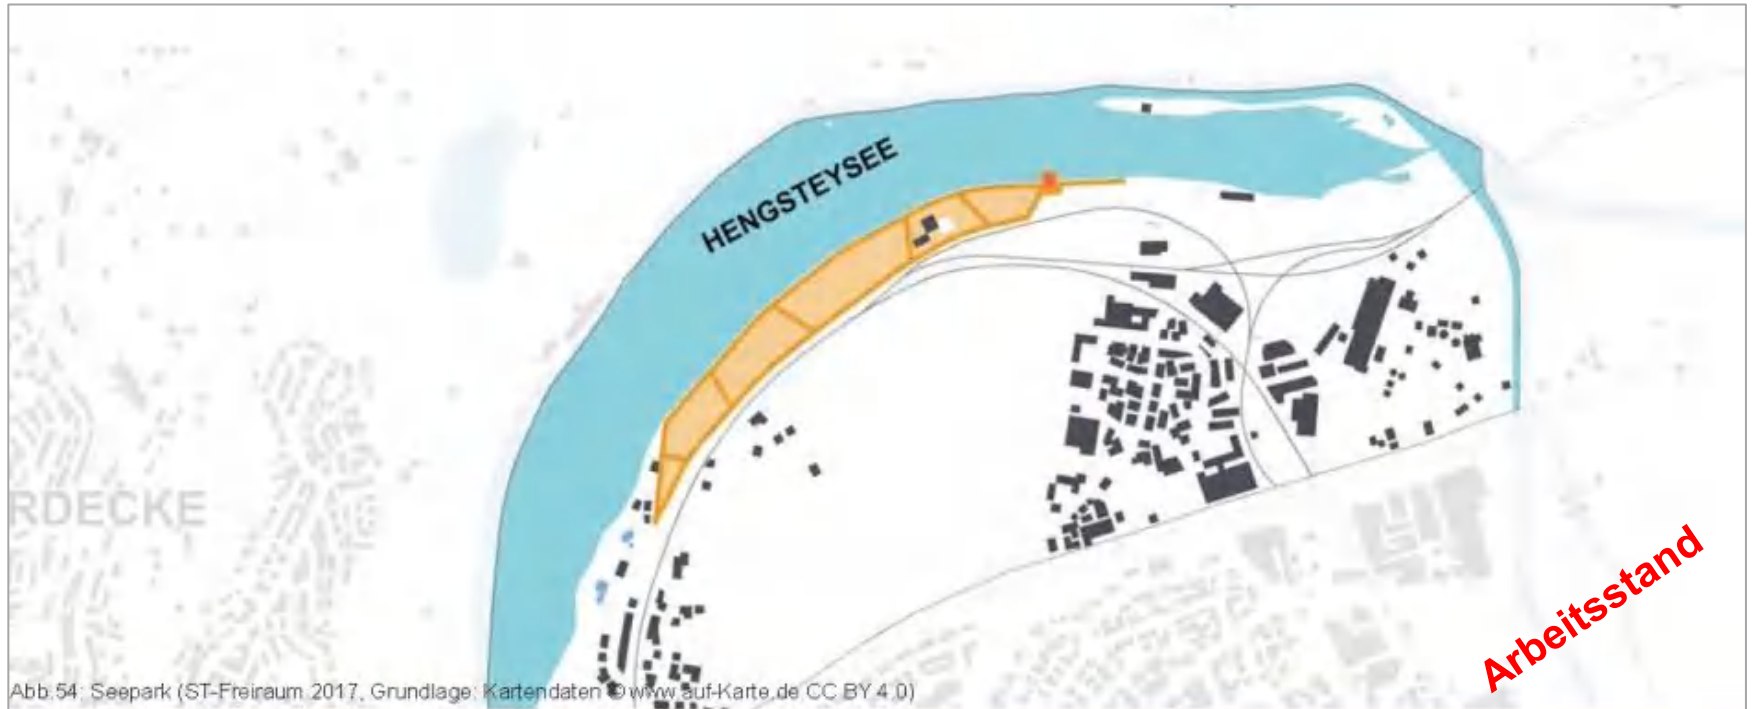 HENGSTEYSEE
RDECKE
Arbeitsstand
Abb.54: Seepark (ST-Freiraum 2017, Grundlage: Kartendaten © www.auf-Karte.de CC BY 4.0)